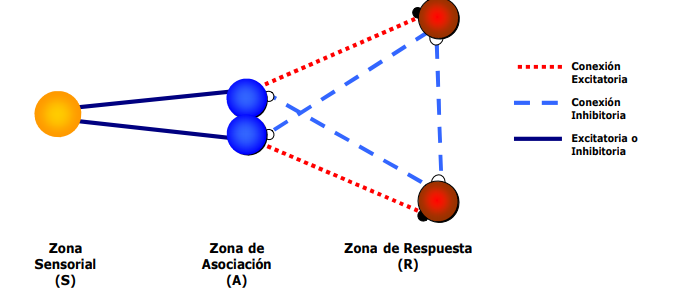 Conexión
Excitatoria
Conexión
Inhibitoria
Excitatoria o
Inhibitoria
Zona
Sensorial
(S)
Zona de
Asociación
(A)
Zona de Respuesta
(R)